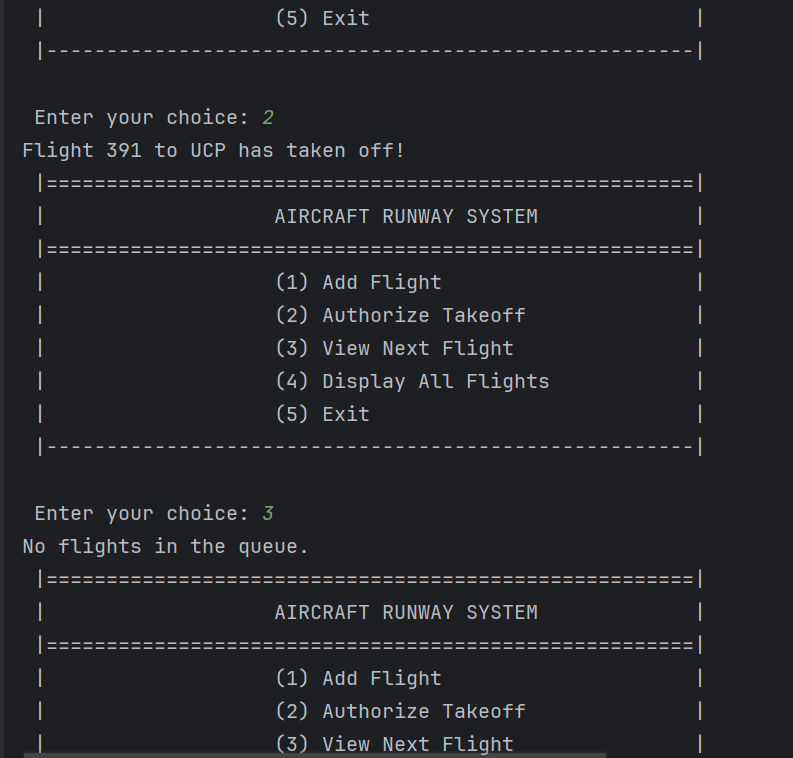 |                   (5) Exit                           |
|------------------------------------------------------|
Enter your choice: 2
Flight 391 to UCP has taken off!
|======================================================|
|                   AIRCRAFT RUNWAY SYSTEM             |
|======================================================|
|                   (1) Add Flight                     |
|                   (2) Authorize Takeoff              |
|                   (3) View Next Flight               |
|                   (4) Display All Flights            |
|                   (5) Exit                           |
|------------------------------------------------------|
Enter your choice: 3
No flights in the queue.
|======================================================|
|                   AIRCRAFT RUNWAY SYSTEM             |
|======================================================|
|                   (1) Add Flight                     |
|                   (2) Authorize Takeoff              |
|                   (3) View Next Flight               |